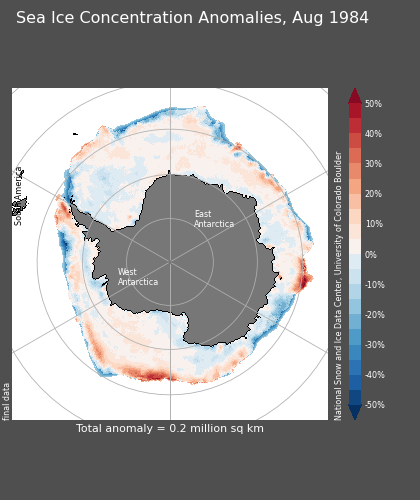 Sea Ice Concentration Anomalies, Aug 1984
South America
East
Antarctica
West
Antarctica
50%
40%
30%
20%
10%
0%
-10%
-20%
-30%
-40%
-50%
National Snow and Ice Data Center, University of Colorado Boulder
final data
Total anomaly = 0.2 million sq km